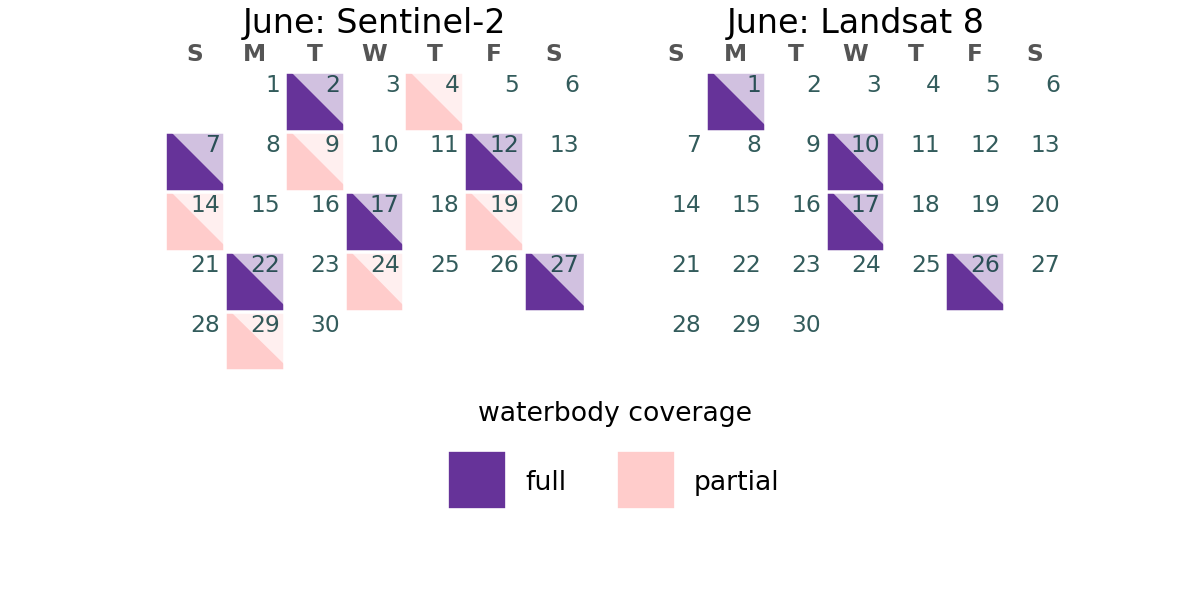 June: Sentinel-2
S M T W T F S
1 2 3 4 5 6
7 8 9 10 11 12 13
14 15 16 17 18 19 20
21 22 23 24 25 26 27
28 29 30
June: Landsat 8
S M T W T F S
1 2 3 4 5 6
7 8 9 10 11 12 13
14 15 16 17 18 19 20
21 22 23 24 25 26 27
28 29 30
waterbody coverage
full partial